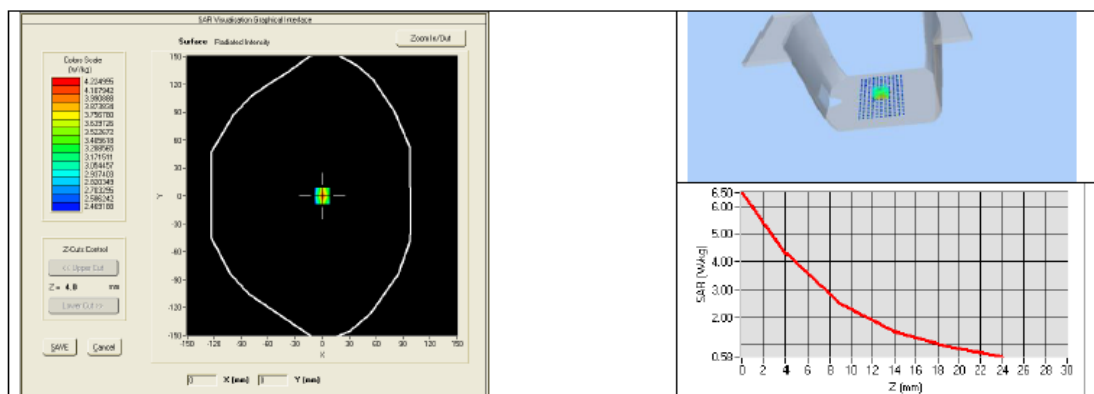 SAR Visualisation Graphical Interface
Surface Radiated Intensity
Zoom In/Out
Colors Scale
(W/kg)
4.224995
4.107942
3.990888
3.873834
3.756780
3.639726
3.522672
3.405618
3.288565
3.171511
3.054457
2.937403
2.820349
2.703295
2.586242
2.469188
Z-Cuts Control
<< Upper Cut
Z = 4.0 mm
Lower Cut >>
SAVE
Cancel
150
120
90
60
30
0
-30
-60
-90
-120
-150
Y
-150 -120 -90 -60 -30 0 30 60 90 120 150
X
X (mm)
Y (mm)
6.50
6.00
5.00
4.00
3.00
2.00
0.59
SAR (W/kg)
0 2 4 6 8 10 12 14 16 18 20 22 24 26 28 30
Z (mm)